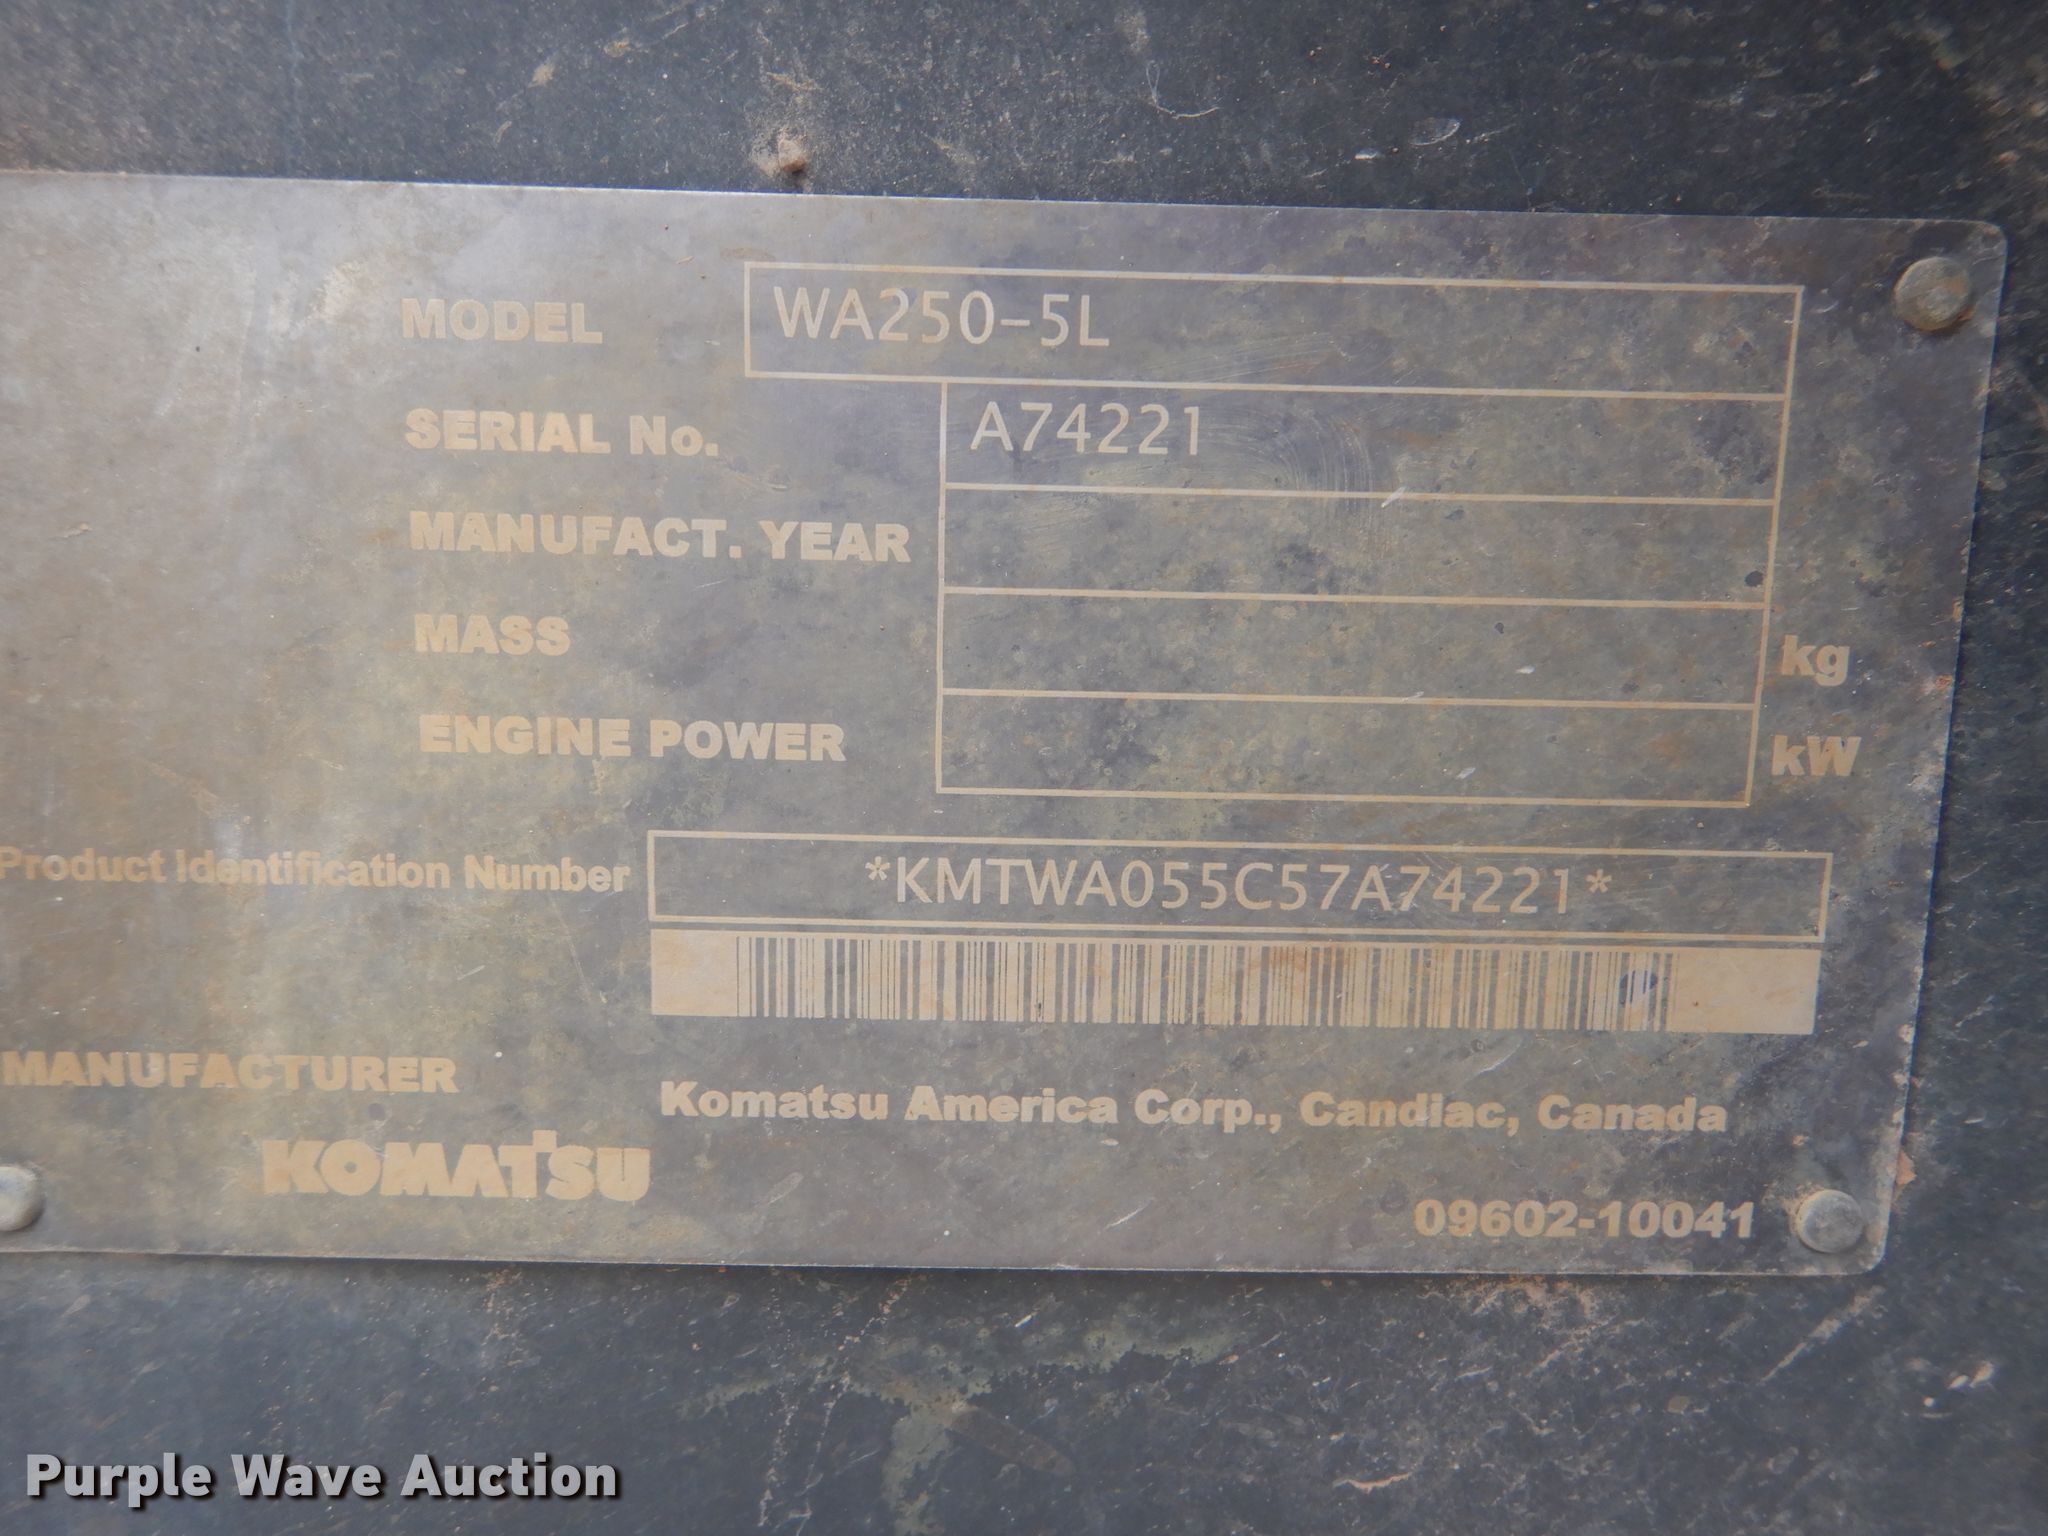 MODEL WA250-5L
SERIAL No. A74221
MANUFACT. YEAR
MASS kg
ENGINE POWER kW
Product Identification Number *KMTWA055C57A74221*
MANUFACTURER Komatsu America Corp., Candiac, Canada
KOMATSU
09602-10041
Purple Wave Auction